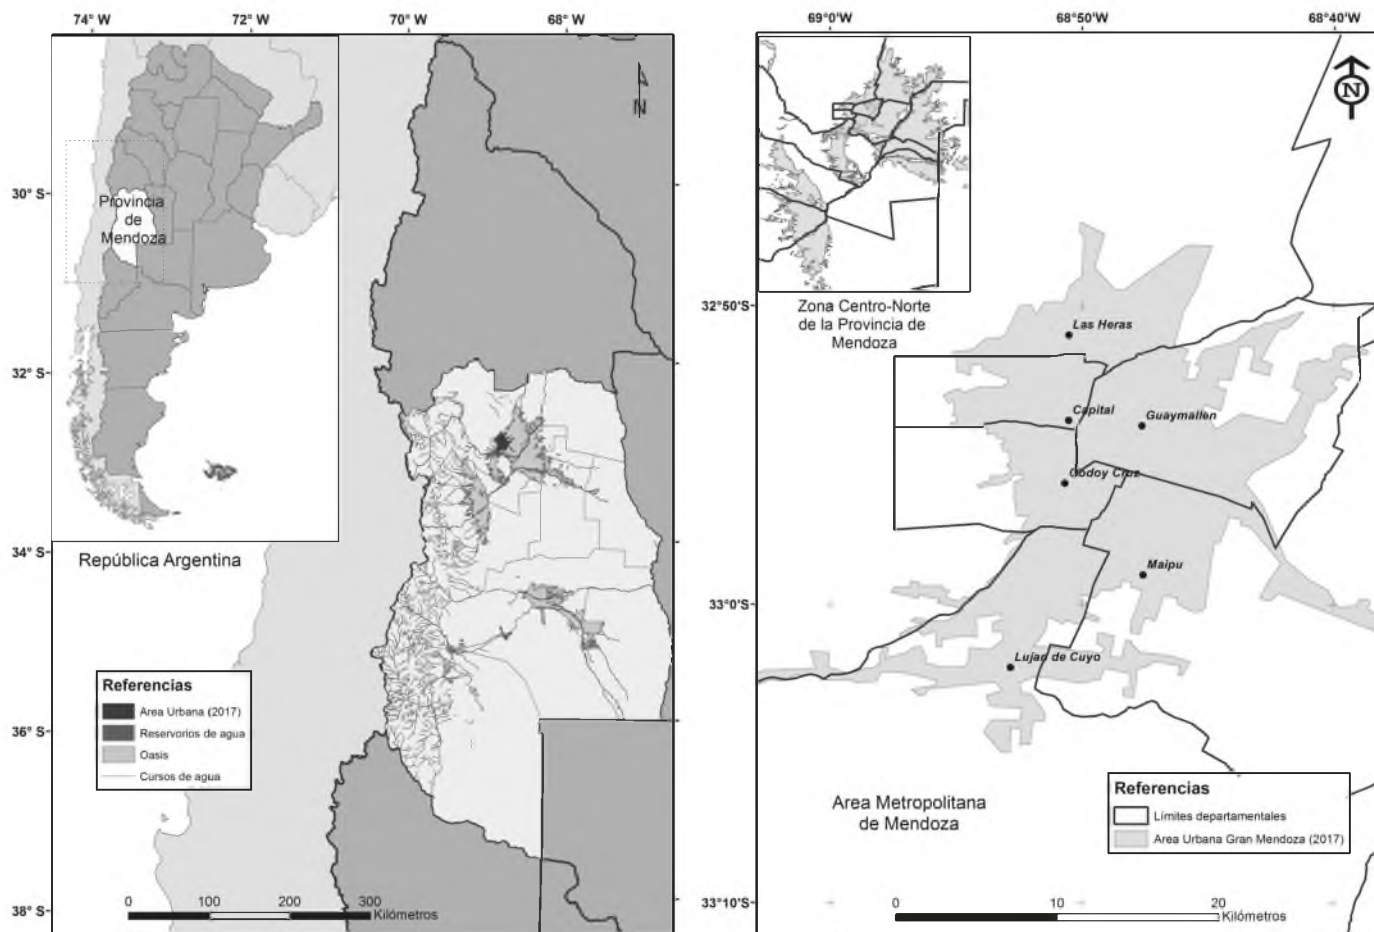 74° W
72° W
70° W
68° W
30° S
32° S
34° S
36° S
38° S
N
Provincia
de
Mendoza
República Argentina
Referencias
Area Urbana (2017)
Reservorios de agua
Oasis
Cursos de agua
0
100
200
300
Kilómetros
69°0'W
68°50'W
68°40'W
32°50'S
33°0'S
33°10'S
N
Zona Centro-Norte
de la Provincia de
Mendoza
Las Heras
Capital
Guaymallen
Godoy Cruz
Maipu
Lujan de Cuyo
Area Metropolitana
de Mendoza
Referencias
Límites departamentales
Area Urbana Gran Mendoza (2017)
0
10
20
Kilómetros